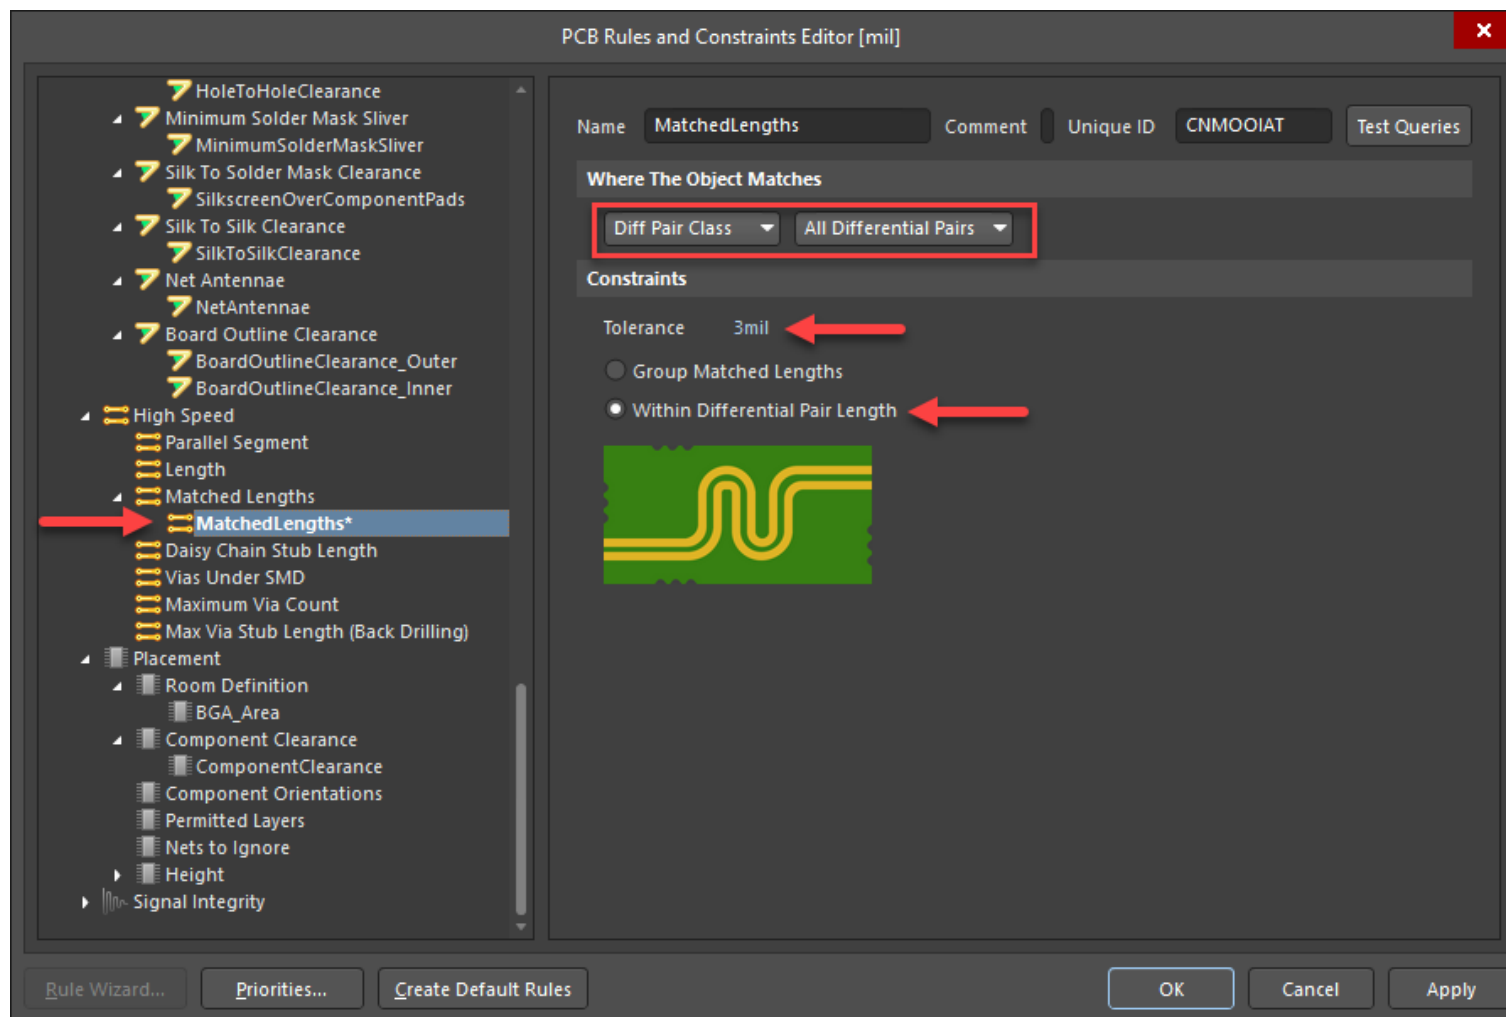 PCB Rules and Constraints Editor [mil]
HoleToHoleClearance
Minimum Solder Mask Sliver
MinimumSolderMaskSliver
Silk To Solder Mask Clearance
SilkscreenOverComponentPads
Silk To Silk Clearance
SilkToSilkClearance
Net Antennae
NetAntennae
Board Outline Clearance
BoardOutlineClearance_Outer
BoardOutlineClearance_Inner
High Speed
Parallel Segment
Length
Matched Lengths
MatchedLengths*
Daisy Chain Stub Length
Vias Under SMD
Maximum Via Count
Max Via Stub Length (Back Drilling)
Placement
Room Definition
BGA_Area
Component Clearance
ComponentClearance
Component Orientations
Permitted Layers
Nets to Ignore
Height
Signal Integrity
Name MatchedLengths Comment Unique ID CNMOOIAT Test Queries
Where The Object Matches
Diff Pair Class All Differential Pairs
Constraints
Tolerance 3mil
Group Matched Lengths
Within Differential Pair Length
Rule Wizard... Priorities... Create Default Rules OK Cancel Apply